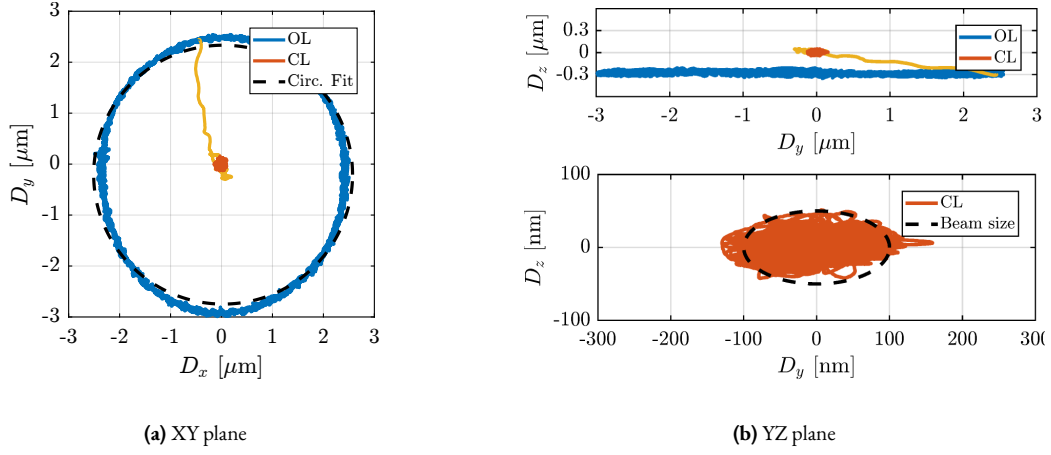 3
2
1
0
-1
-2
-3
-3 -2 -1 0 1 2 3
D_y [μm]
D_x [μm]
OL
CL
Circ. Fit
(a) XY plane
0.3
0
-0.3
-3 -2 -1 0 1 2 3
D_z [μm]
D_y [μm]
OL
CL
100
0
-100
-300 -200 -100 0 100 200 300
D_z [nm]
D_y [nm]
CL
Beam size
(b) YZ plane